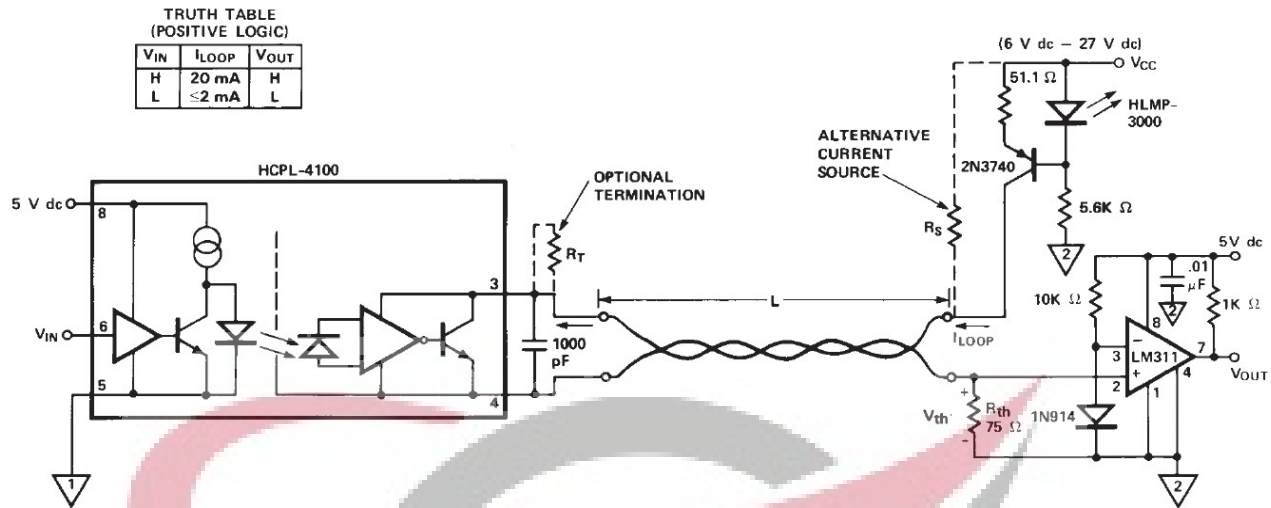 TRUTH TABLE
(POSITIVE LOGIC)
VIN ILOOP VOUT
H 20 mA H
L ≤2 mA L
(6 V dc – 27 V dc)
VCC
51.1 Ω
HLMP-
3000
ALTERNATIVE
CURRENT
SOURCE
2N3740
HCPL-4100
OPTIONAL
TERMINATION
5 V dc
8
RS
5.6K Ω
RT
2
5V dc
3
L
10K Ω
.01
μF
2
1K Ω
VIN
6
1000
pF
ILOOP
8
–
3
LM311
7
+
2
4
1
VOUT
5
4
+
Vth
–
Rth
75 Ω
1N914
1
2